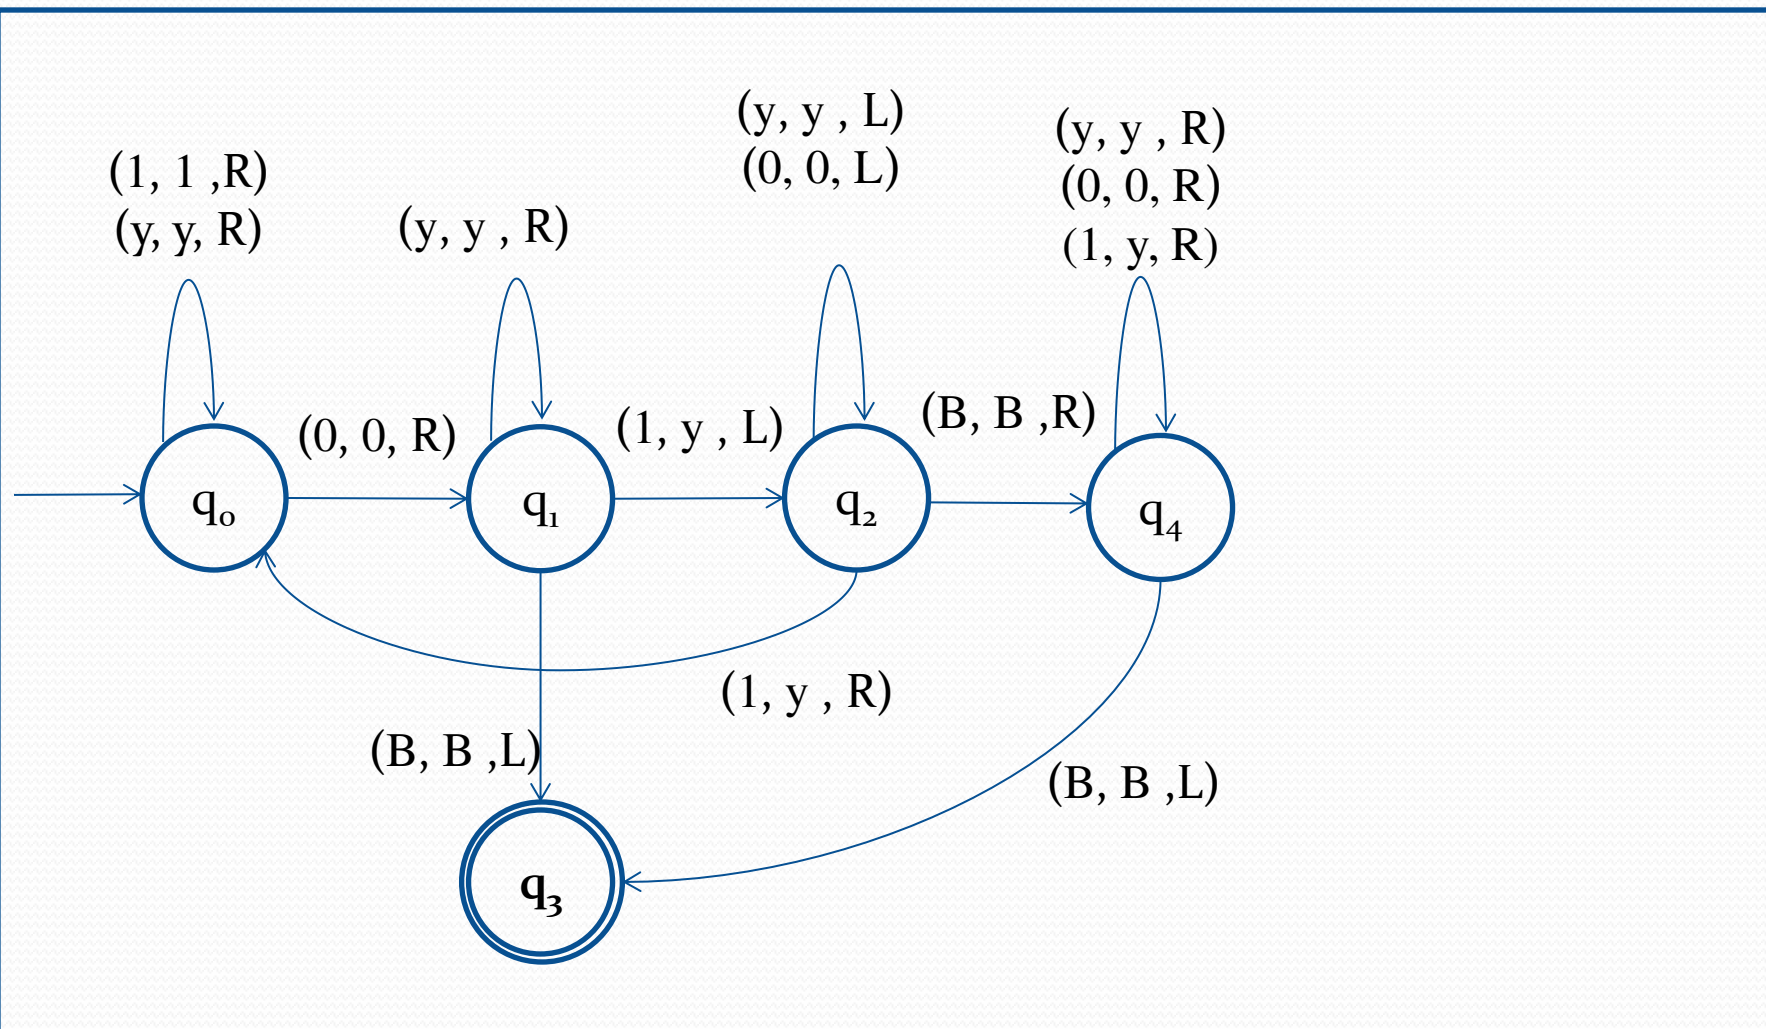 (y, y , L)
(0, 0, L)
(y, y , R)
(0, 0, R)
(1, y, R)
(1, 1 ,R)
(y, y, R)
(y, y , R)
(0, 0, R)
(1, y , L)
(B, B ,R)
q₀
q₁
q₂
q₄
(1, y , R)
(B, B ,L)
(B, B ,L)
q₃